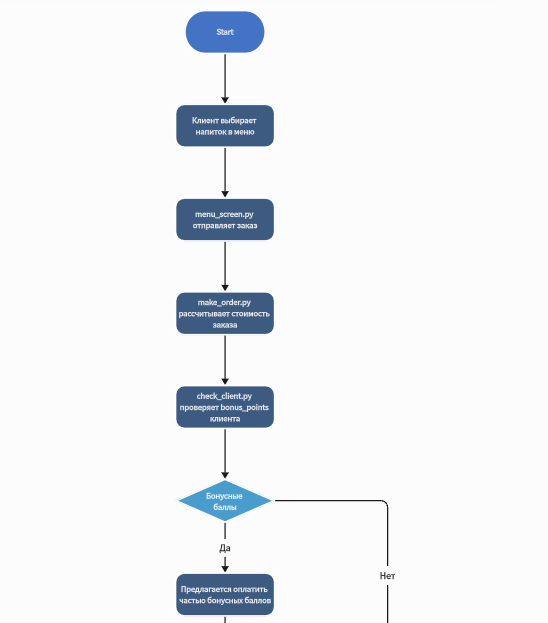 Start
Клиент выбирает
напиток в меню
menu_screen.py
отправляет заказ
make_order.py
рассчитывает стоимость
заказа
check_client.py
проверяет bonus_points
клиента
Бонусные
баллы
Да
Нет
Предлагается оплатить
частью бонусных баллов